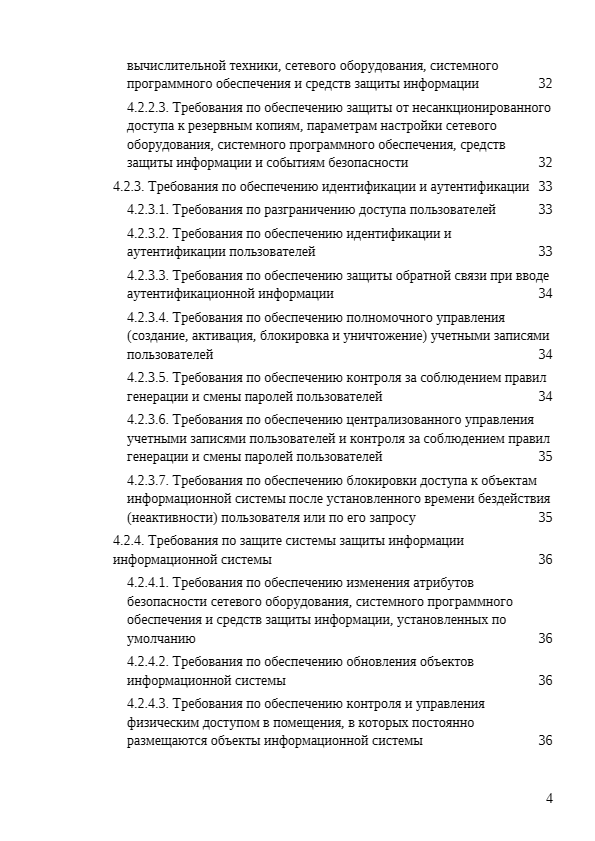 вычислительной техники, сетевого оборудования, системного
программного обеспечения и средств защиты информации 32
4.2.2.3. Требования по обеспечению защиты от несанкционированного
доступа к резервным копиям, параметрам настройки сетевого
оборудования, системного программного обеспечения, средств
защиты информации и событиям безопасности 32
4.2.3. Требования по обеспечению идентификации и аутентификации 33
4.2.3.1. Требования по разграничению доступа пользователей 33
4.2.3.2. Требования по обеспечению идентификации и
аутентификации пользователей 33
4.2.3.3. Требования по обеспечению защиты обратной связи при вводе
аутентификационной информации 34
4.2.3.4. Требования по обеспечению полномочного управления
(создание, активация, блокировка и уничтожение) учетными записями
пользователей 34
4.2.3.5. Требования по обеспечению контроля за соблюдением правил
генерации и смены паролей пользователей 34
4.2.3.6. Требования по обеспечению централизованного управления
учетными записями пользователей и контроля за соблюдением правил
генерации и смены паролей пользователей 35
4.2.3.7. Требования по обеспечению блокировки доступа к объектам
информационной системы после установленного времени бездействия
(неактивности) пользователя или по его запросу 35
4.2.4. Требования по защите системы защиты информации
информационной системы 36
4.2.4.1. Требования по обеспечению изменения атрибутов
безопасности сетевого оборудования, системного программного
обеспечения и средств защиты информации, установленных по
умолчанию 36
4.2.4.2. Требования по обеспечению обновления объектов
информационной системы 36
4.2.4.3. Требования по обеспечению контроля и управления
физическим доступом в помещения, в которых постоянно
размещаются объекты информационной системы 36
4